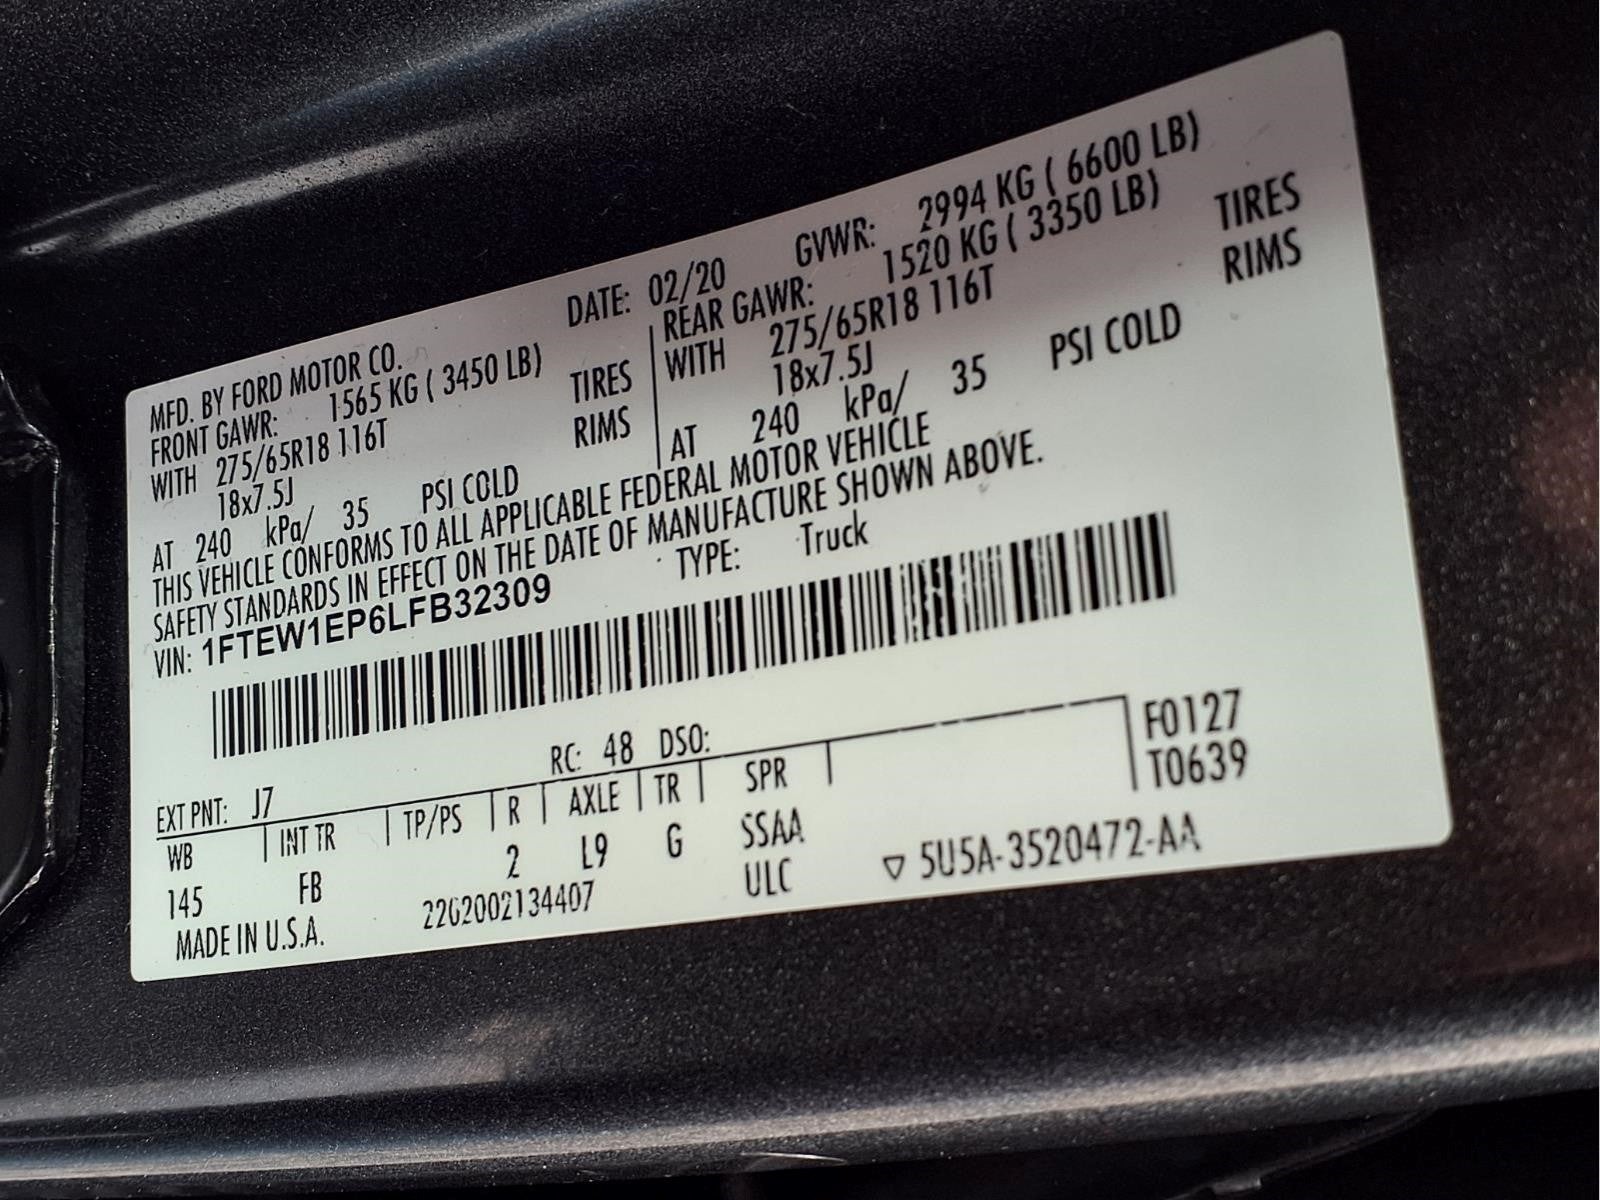 MFD. BY FORD MOTOR CO.
DATE: 02/20 GVWR: 2994 KG ( 6600 LB)
FRONT GAWR: 1565 KG ( 3450 LB)
WITH 275/65R18 116T TIRES
18x7.5J RIMS
AT 240 kPa/ 35 PSI COLD
REAR GAWR: 1520 KG ( 3350 LB)
WITH 275/65R18 116T TIRES
18x7.5J RIMS
AT 240 kPa/ 35 PSI COLD
THIS VEHICLE CONFORMS TO ALL APPLICABLE FEDERAL MOTOR VEHICLE
SAFETY STANDARDS IN EFFECT ON THE DATE OF MANUFACTURE SHOWN ABOVE.
VIN: 1FTEW1EP6LFB32309 TYPE: Truck
EXT PNT: J7 RC: 48 DSO:
WB INT TR TP/PS R AXLE TR SPR F0127
T0639
145 FB 2 L9 G SSAA
MADE IN U.S.A. 2202002134407 ULC ▽ 5U5A-3520472-AA